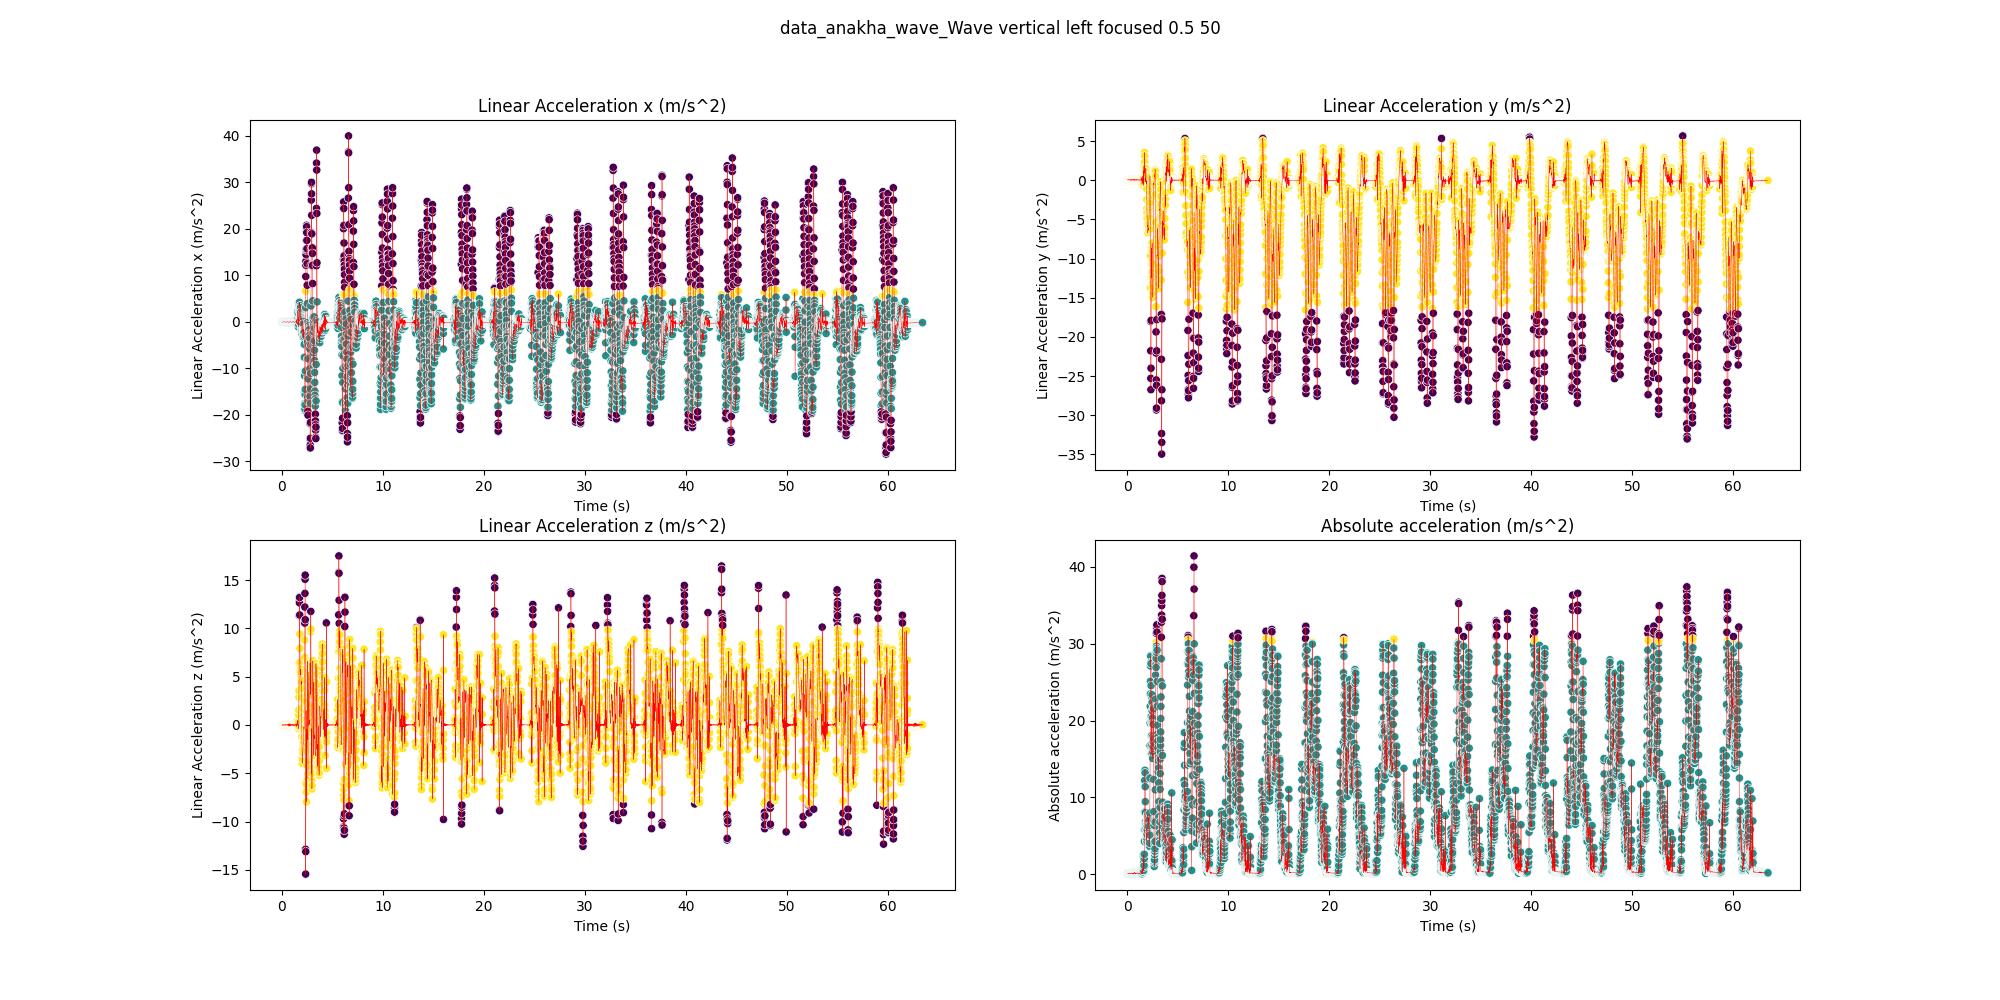 data_anakha_wave_Wave vertical left focused 0.5 50
Linear Acceleration x (m/s^2)
Linear Acceleration x (m/s^2)
40
30
20
10
0
−10
−20
−30
0 10 20 30 40 50 60
Time (s)
Linear Acceleration y (m/s^2)
Linear Acceleration y (m/s^2)
5
0
−5
−10
−15
−20
−25
−30
−35
0 10 20 30 40 50 60
Time (s)
Linear Acceleration z (m/s^2)
Linear Acceleration z (m/s^2)
15
10
5
0
−5
−10
−15
0 10 20 30 40 50 60
Time (s)
Absolute acceleration (m/s^2)
Absolute acceleration (m/s^2)
40
30
20
10
0
0 10 20 30 40 50 60
Time (s)